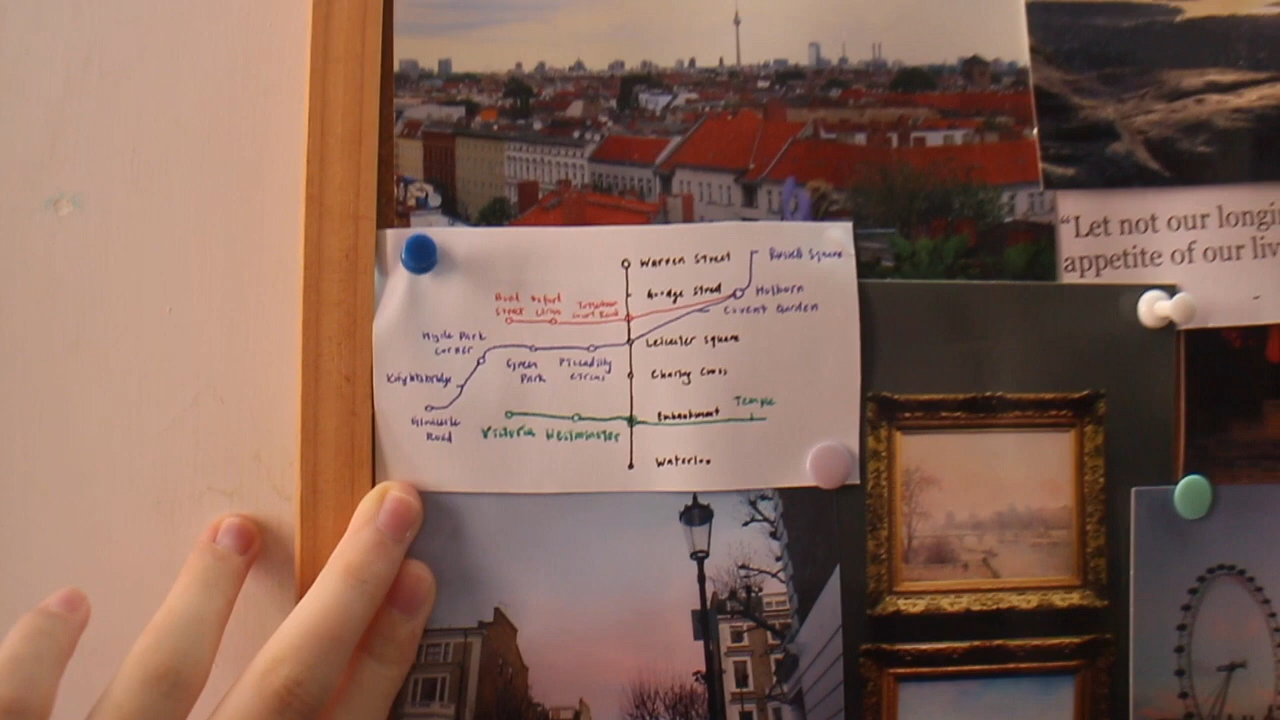 Warren Street
Russell Square
Goodge Street
Holborn
Bond
Street
Oxford
Circus
Tottenham
Court Road
Covent Garden
Hyde Park
Corner
Leicester Square
Green
Park
Piccadilly
Circus
Charing Cross
Knightsbridge
Gloucester
Road
Victoria
Westminster
Embankment
Temple
Waterloo
“Let not our longi
appetite of our liv